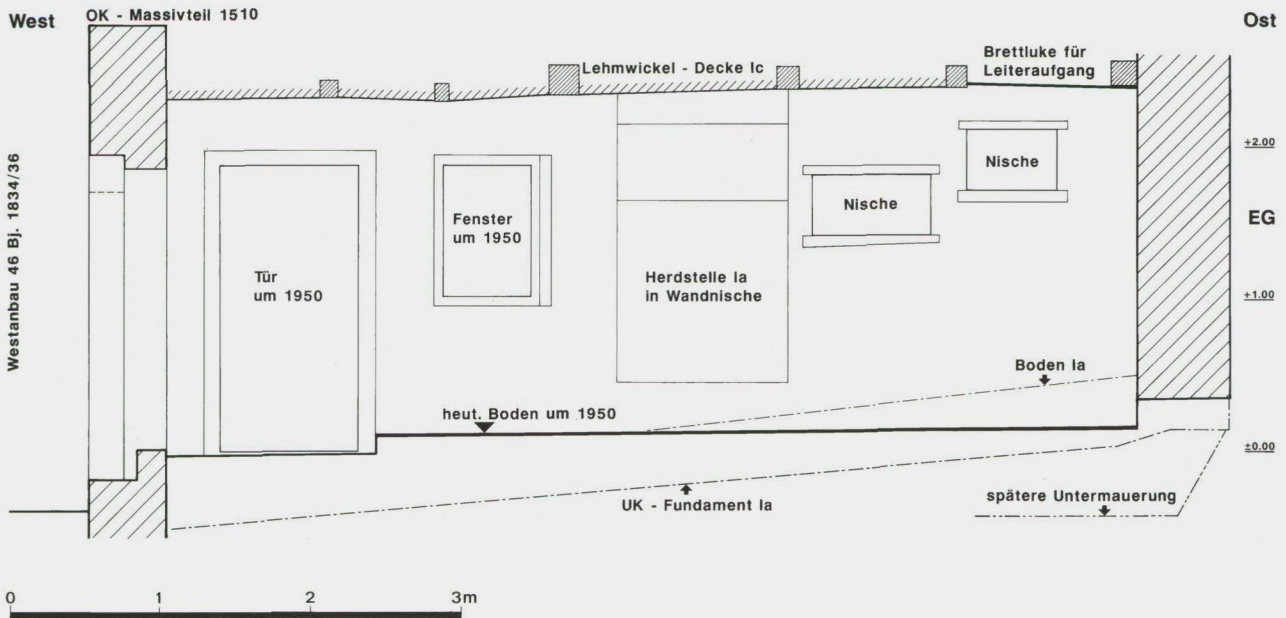 West
OK - Massivteil 1510
Ost
Lehmwickel - Decke Ic
Brettluke für
Leiteraufgang
+2.00
Nische
Nische
EG
Fenster
um 1950
Westanbau 46 Bj. 1834/36
Tür
um 1950
Herdstelle Ia
in Wandnische
+1.00
Boden Ia
heut. Boden um 1950
±0.00
UK - Fundament Ia
spätere Untermauerung
0 1 2 3m